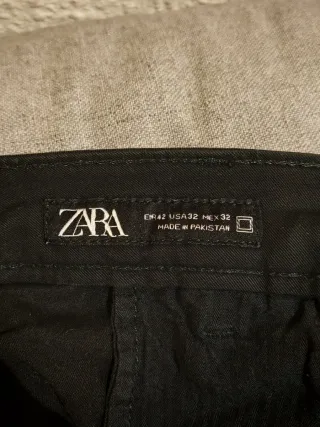 ZARA
EUR 42 USA 32 MEX 32
MADE IN PAKISTAN